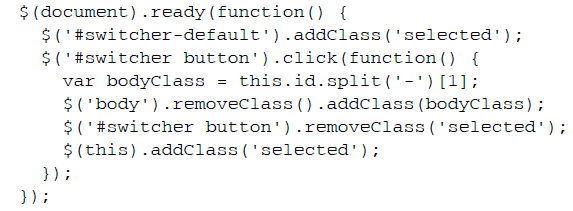 $(document).ready(function() {
  $('#switcher-default').addClass('selected');
  $('#switcher button').click(function() {
    var bodyClass = this.id.split('-')[1];
    $('body').removeClass().addClass(bodyClass);
    $('#switcher button').removeClass('selected');
    $(this).addClass('selected');
  });
});